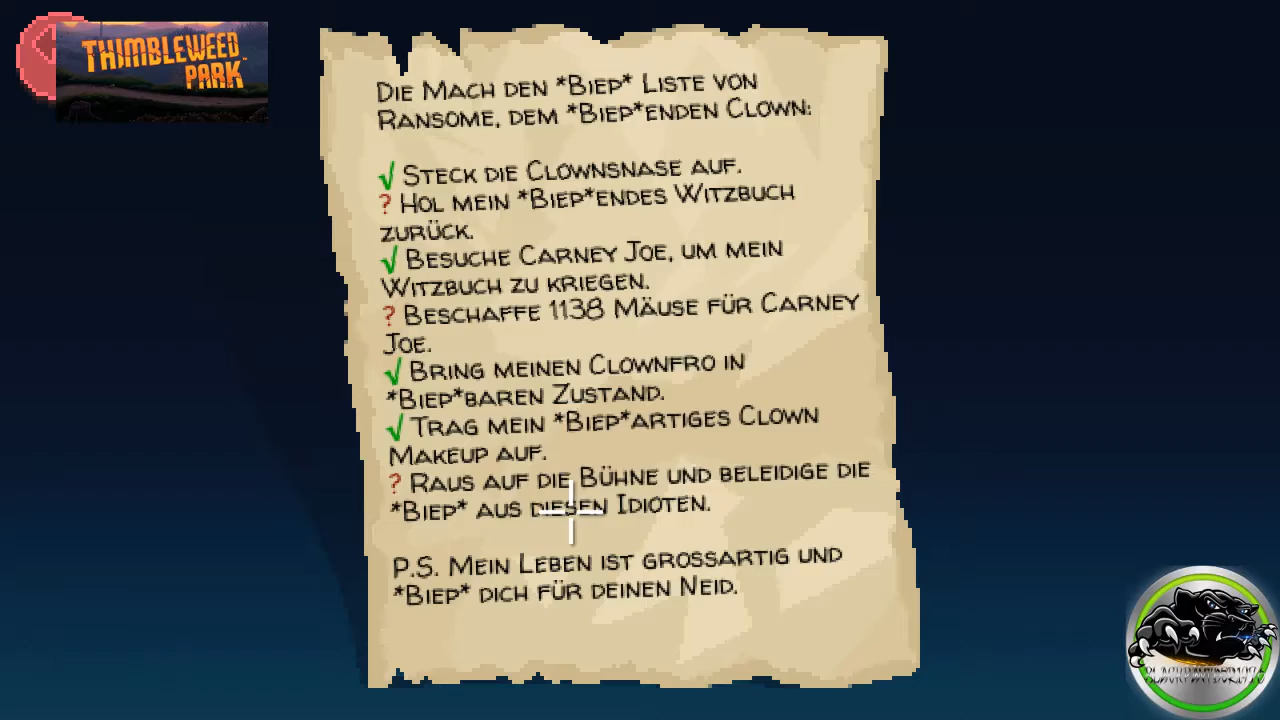 THIMBLEWEED
PARK
Die Mach den *Biep* Liste von
Ransome, dem *Biep*enden Clown:
√ Steck die Clownsnase auf.
? Hol mein *Biep*endes Witzbuch
zurück.
√ Besuche Carney Joe, um mein
Witzbuch zu kriegen.
? Beschaffe 1138 Mäuse für Carney
Joe.
√ Bring meinen Clownfro in
*Biep*baren Zustand.
√ Trag mein *Biep*artiges Clown
Makeup auf.
? Raus auf die Bühne und beleidige die
*Biep* aus diesen Idioten.
P.S. Mein Leben ist grossartig und
*Biep* dich für deinen Neid.